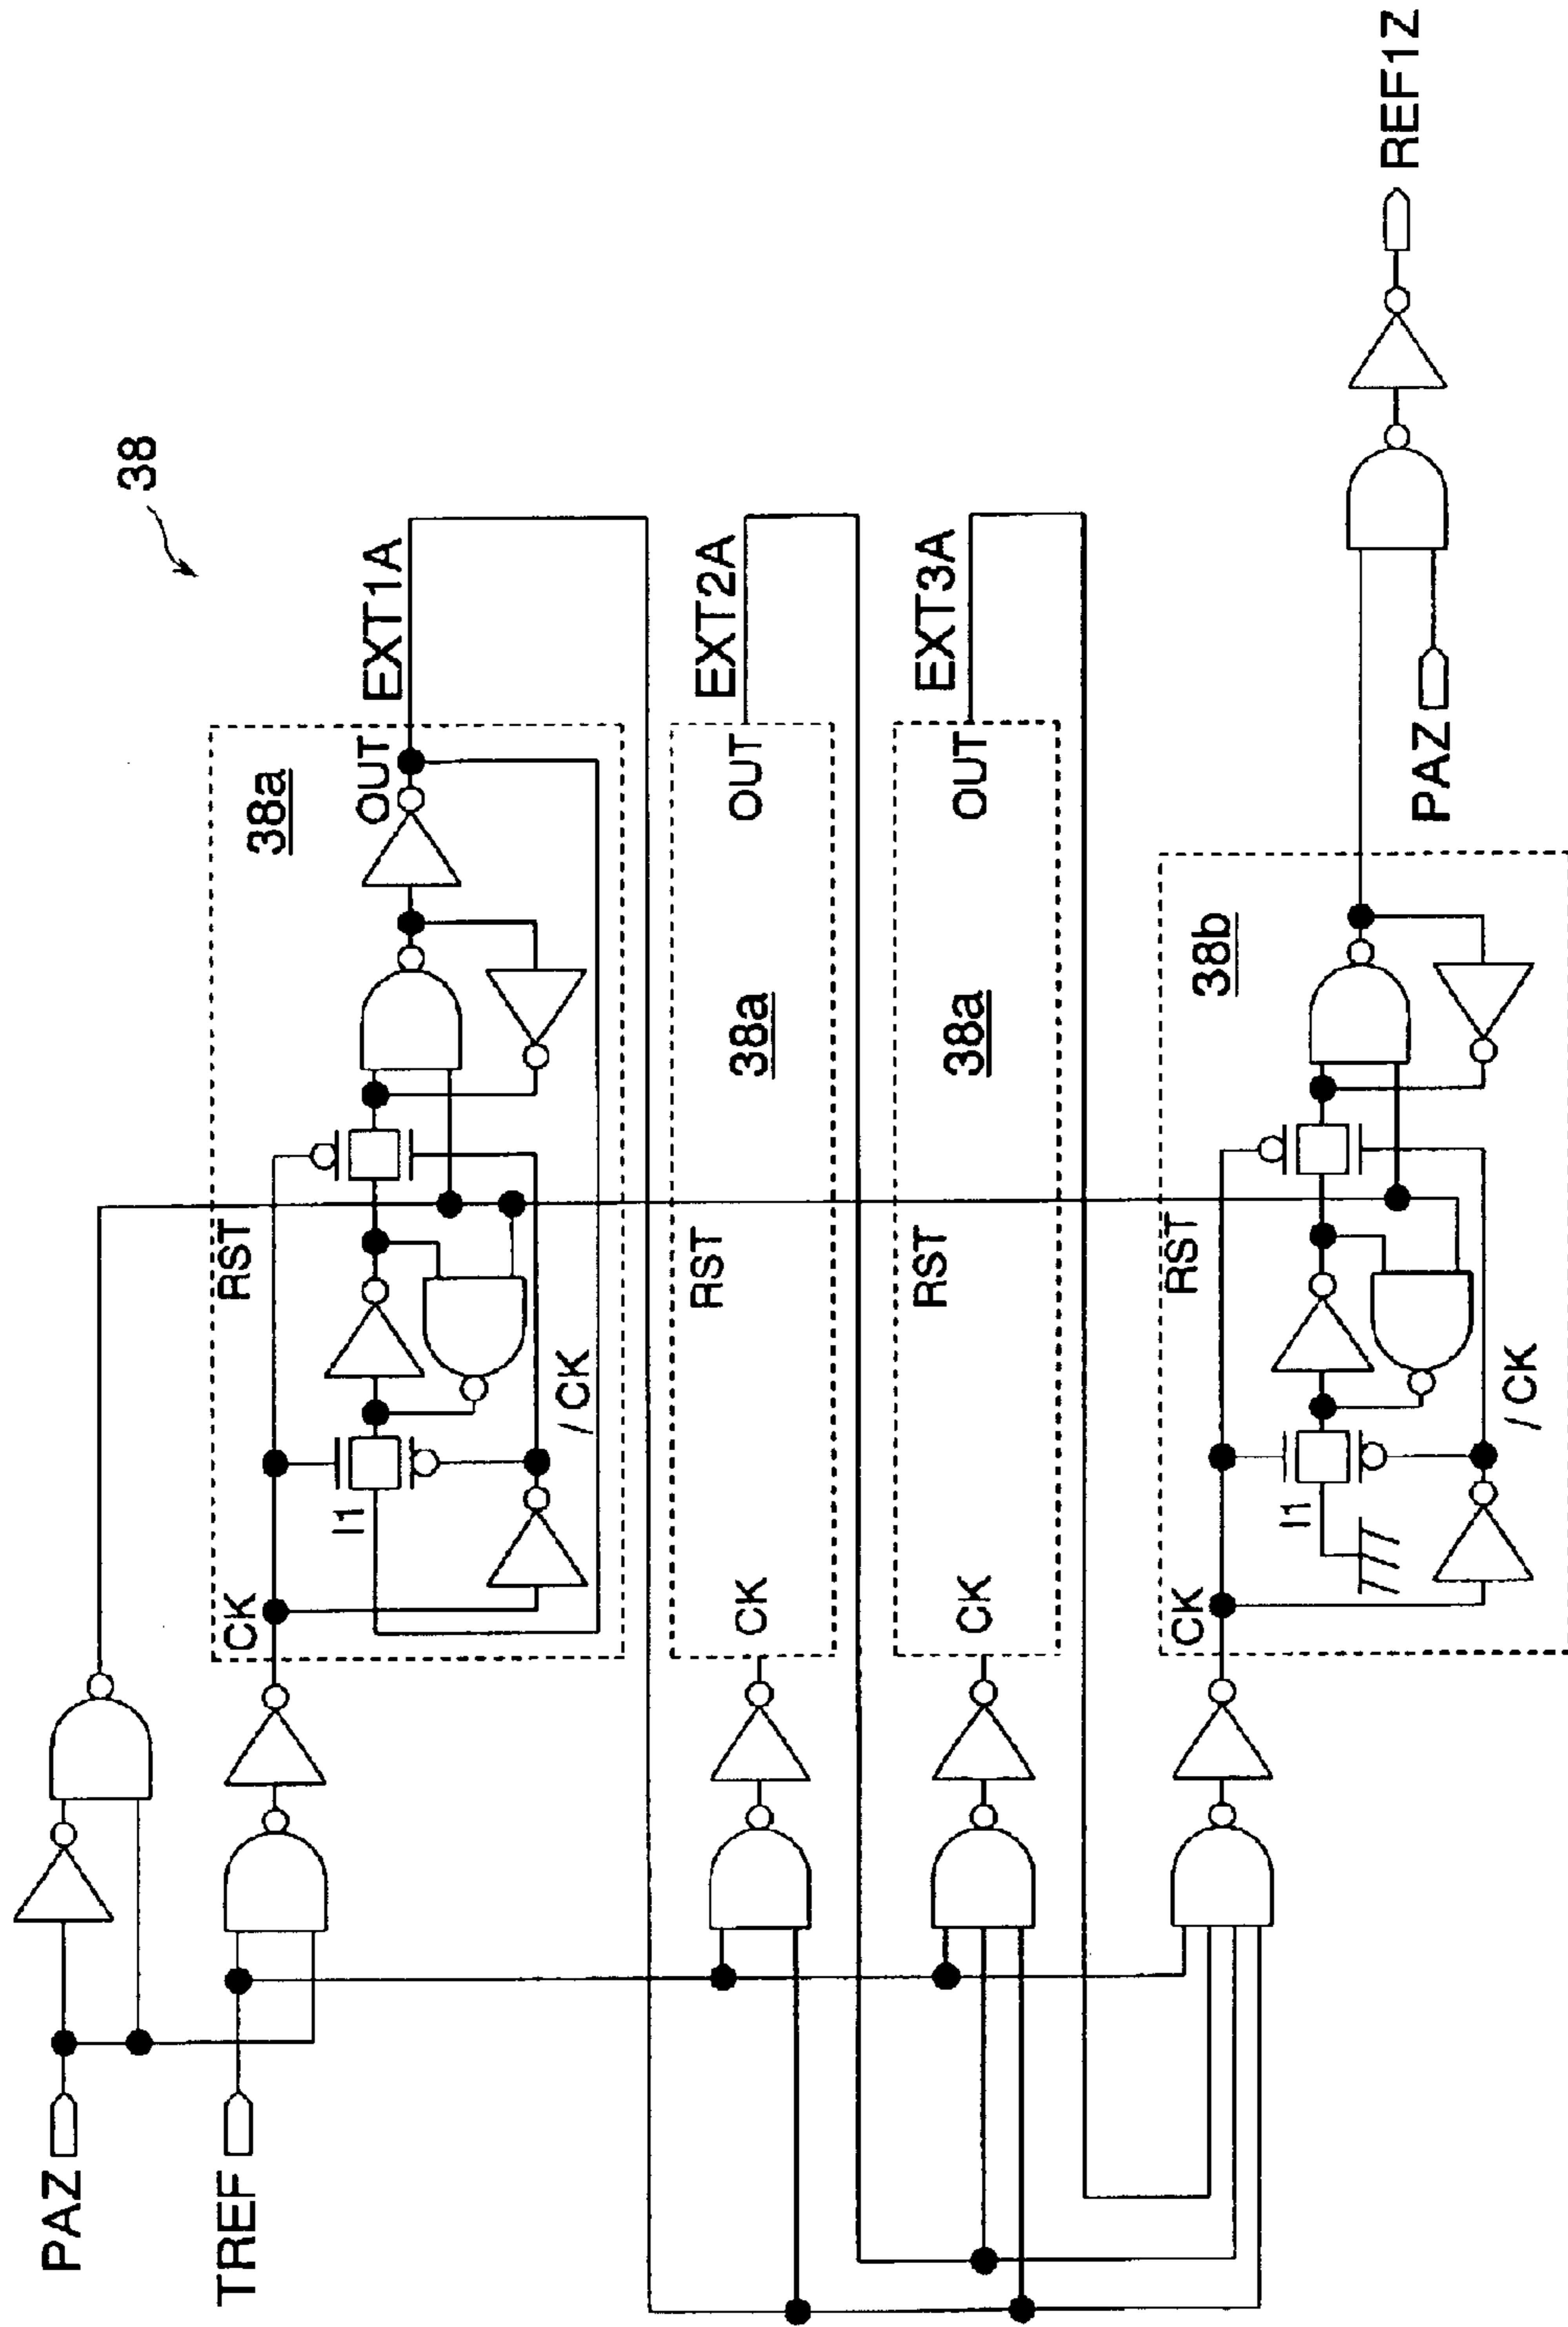 38
PAZ
TREF
CK
I1
/CK
RST
38a
OUT
EXT1A
CK
RST
38a
OUT
EXT2A
CK
RST
38a
OUT
EXT3A
CK
I1
/CK
RST
38b
PAZ
REF1Z